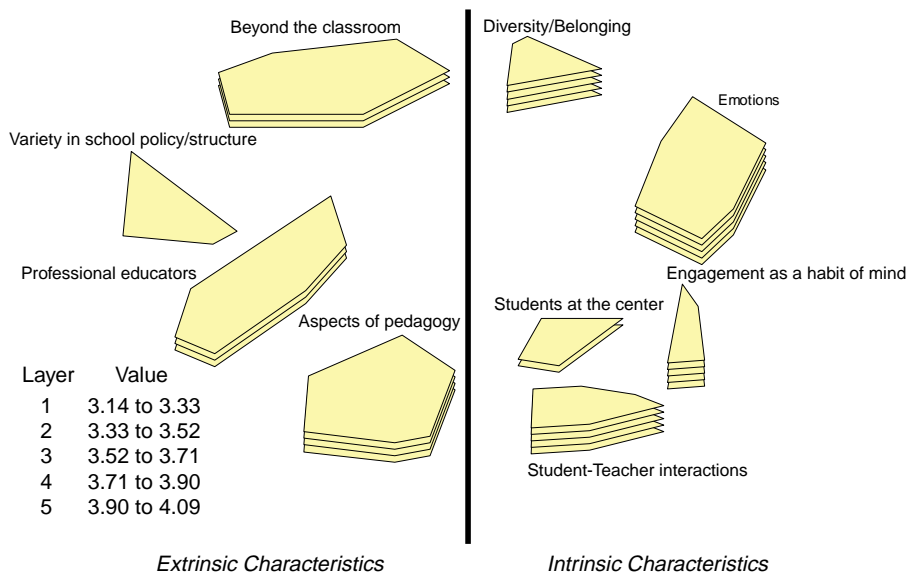 Beyond the classroom
Diversity/Belonging
Emotions
Variety in school policy/structure
Professional educators
Engagement as a habit of mind
Students at the center
Aspects of pedagogy
Layer Value
1 3.14 to 3.33
2 3.33 to 3.52
3 3.52 to 3.71
4 3.71 to 3.90
5 3.90 to 4.09
Student-Teacher interactions
Extrinsic Characteristics
Intrinsic Characteristics